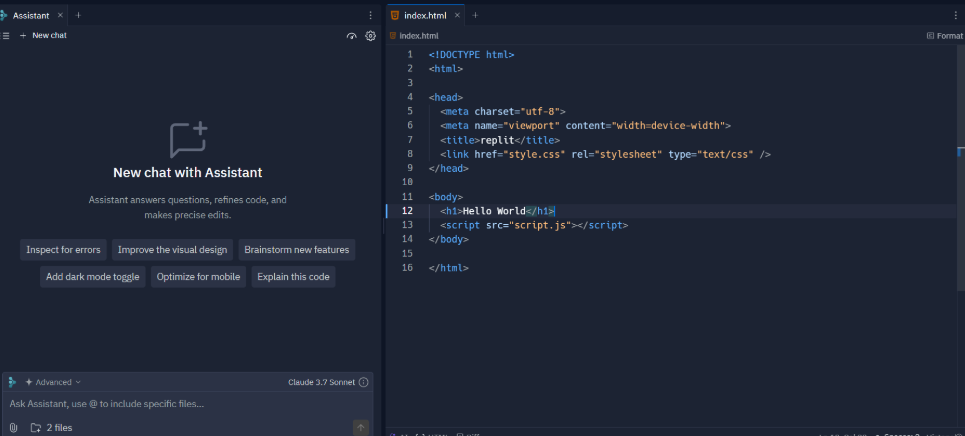 Assistant
New chat
New chat with Assistant
Assistant answers questions, refines code, and
makes precise edits.
Inspect for errors
Improve the visual design
Brainstorm new features
Add dark mode toggle
Optimize for mobile
Explain this code
Advanced
Claude 3.7 Sonnet
Ask Assistant, use @ to include specific files...
2 files
index.html
index.html
Format
1 <!DOCTYPE html>
2 <html>
3
4 <head>
5 <meta charset="utf-8">
6 <meta name="viewport" content="width=device-width">
7 <title>replit</title>
8 <link href="style.css" rel="stylesheet" type="text/css" />
9 </head>
10
11 <body>
12 <h1>Hello World</h1>
13 <script src="script.js"></script>
14 </body>
15
16 </html>